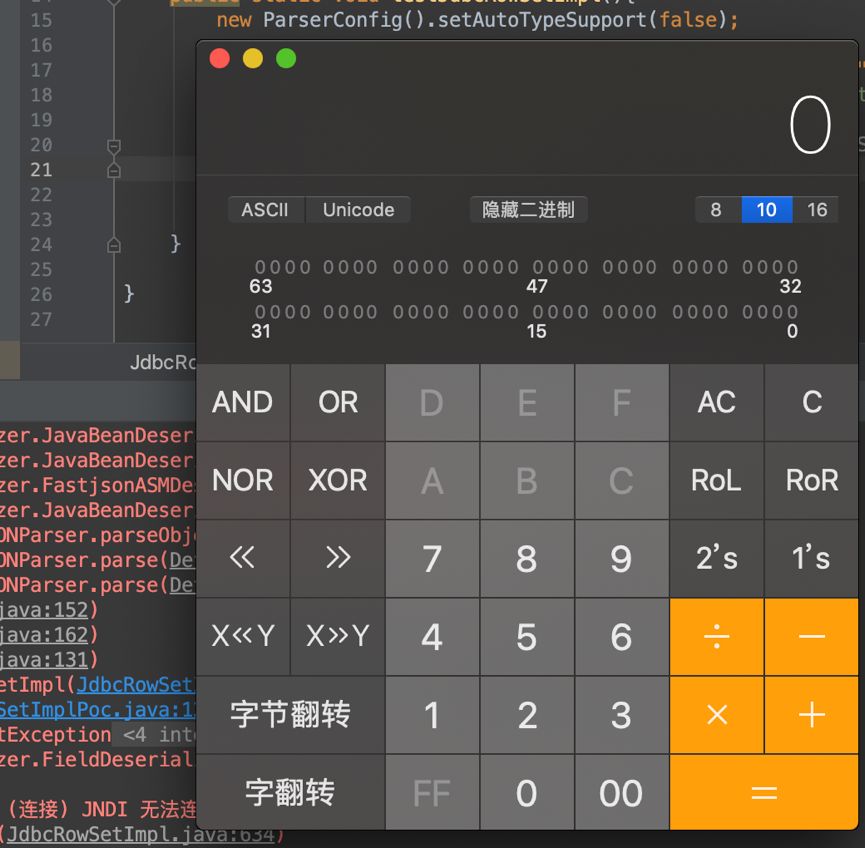 15 new ParserConfig().setAutoTypeSupport(false);
16
17
18
19
20
21
22
23
24 }
25
26 }
27
0
ASCII Unicode 隐藏二进制 8 10 16
0000 0000 0000 0000 0000 0000 0000 0000
63 47 32
0000 0000 0000 0000 0000 0000 0000 0000
31 15 0
AND OR D E F AC C
NOR XOR A B C RoL RoR
<< >> 7 8 9 2's 1's
X<<Y X>>Y 4 5 6 ÷ −
字节翻转 1 2 3 × +
字翻转 FF 0 00 =
JdbcRo
zer.JavaBeanDeser
zer.JavaBeanDeser
zer.FastjsonASMDe
zer.JavaBeanDeser
ONParser.parseObj
ONParser.parse(De
ONParser.parse(De
java:152)
java:162)
java:131)
etImpl(JdbcRowSet
SetImplPoc.java:1
tException <4 int
zer.FieldDeserial
(连接) JNDI 无法连
(JdbcRowSetImpl.java:634)